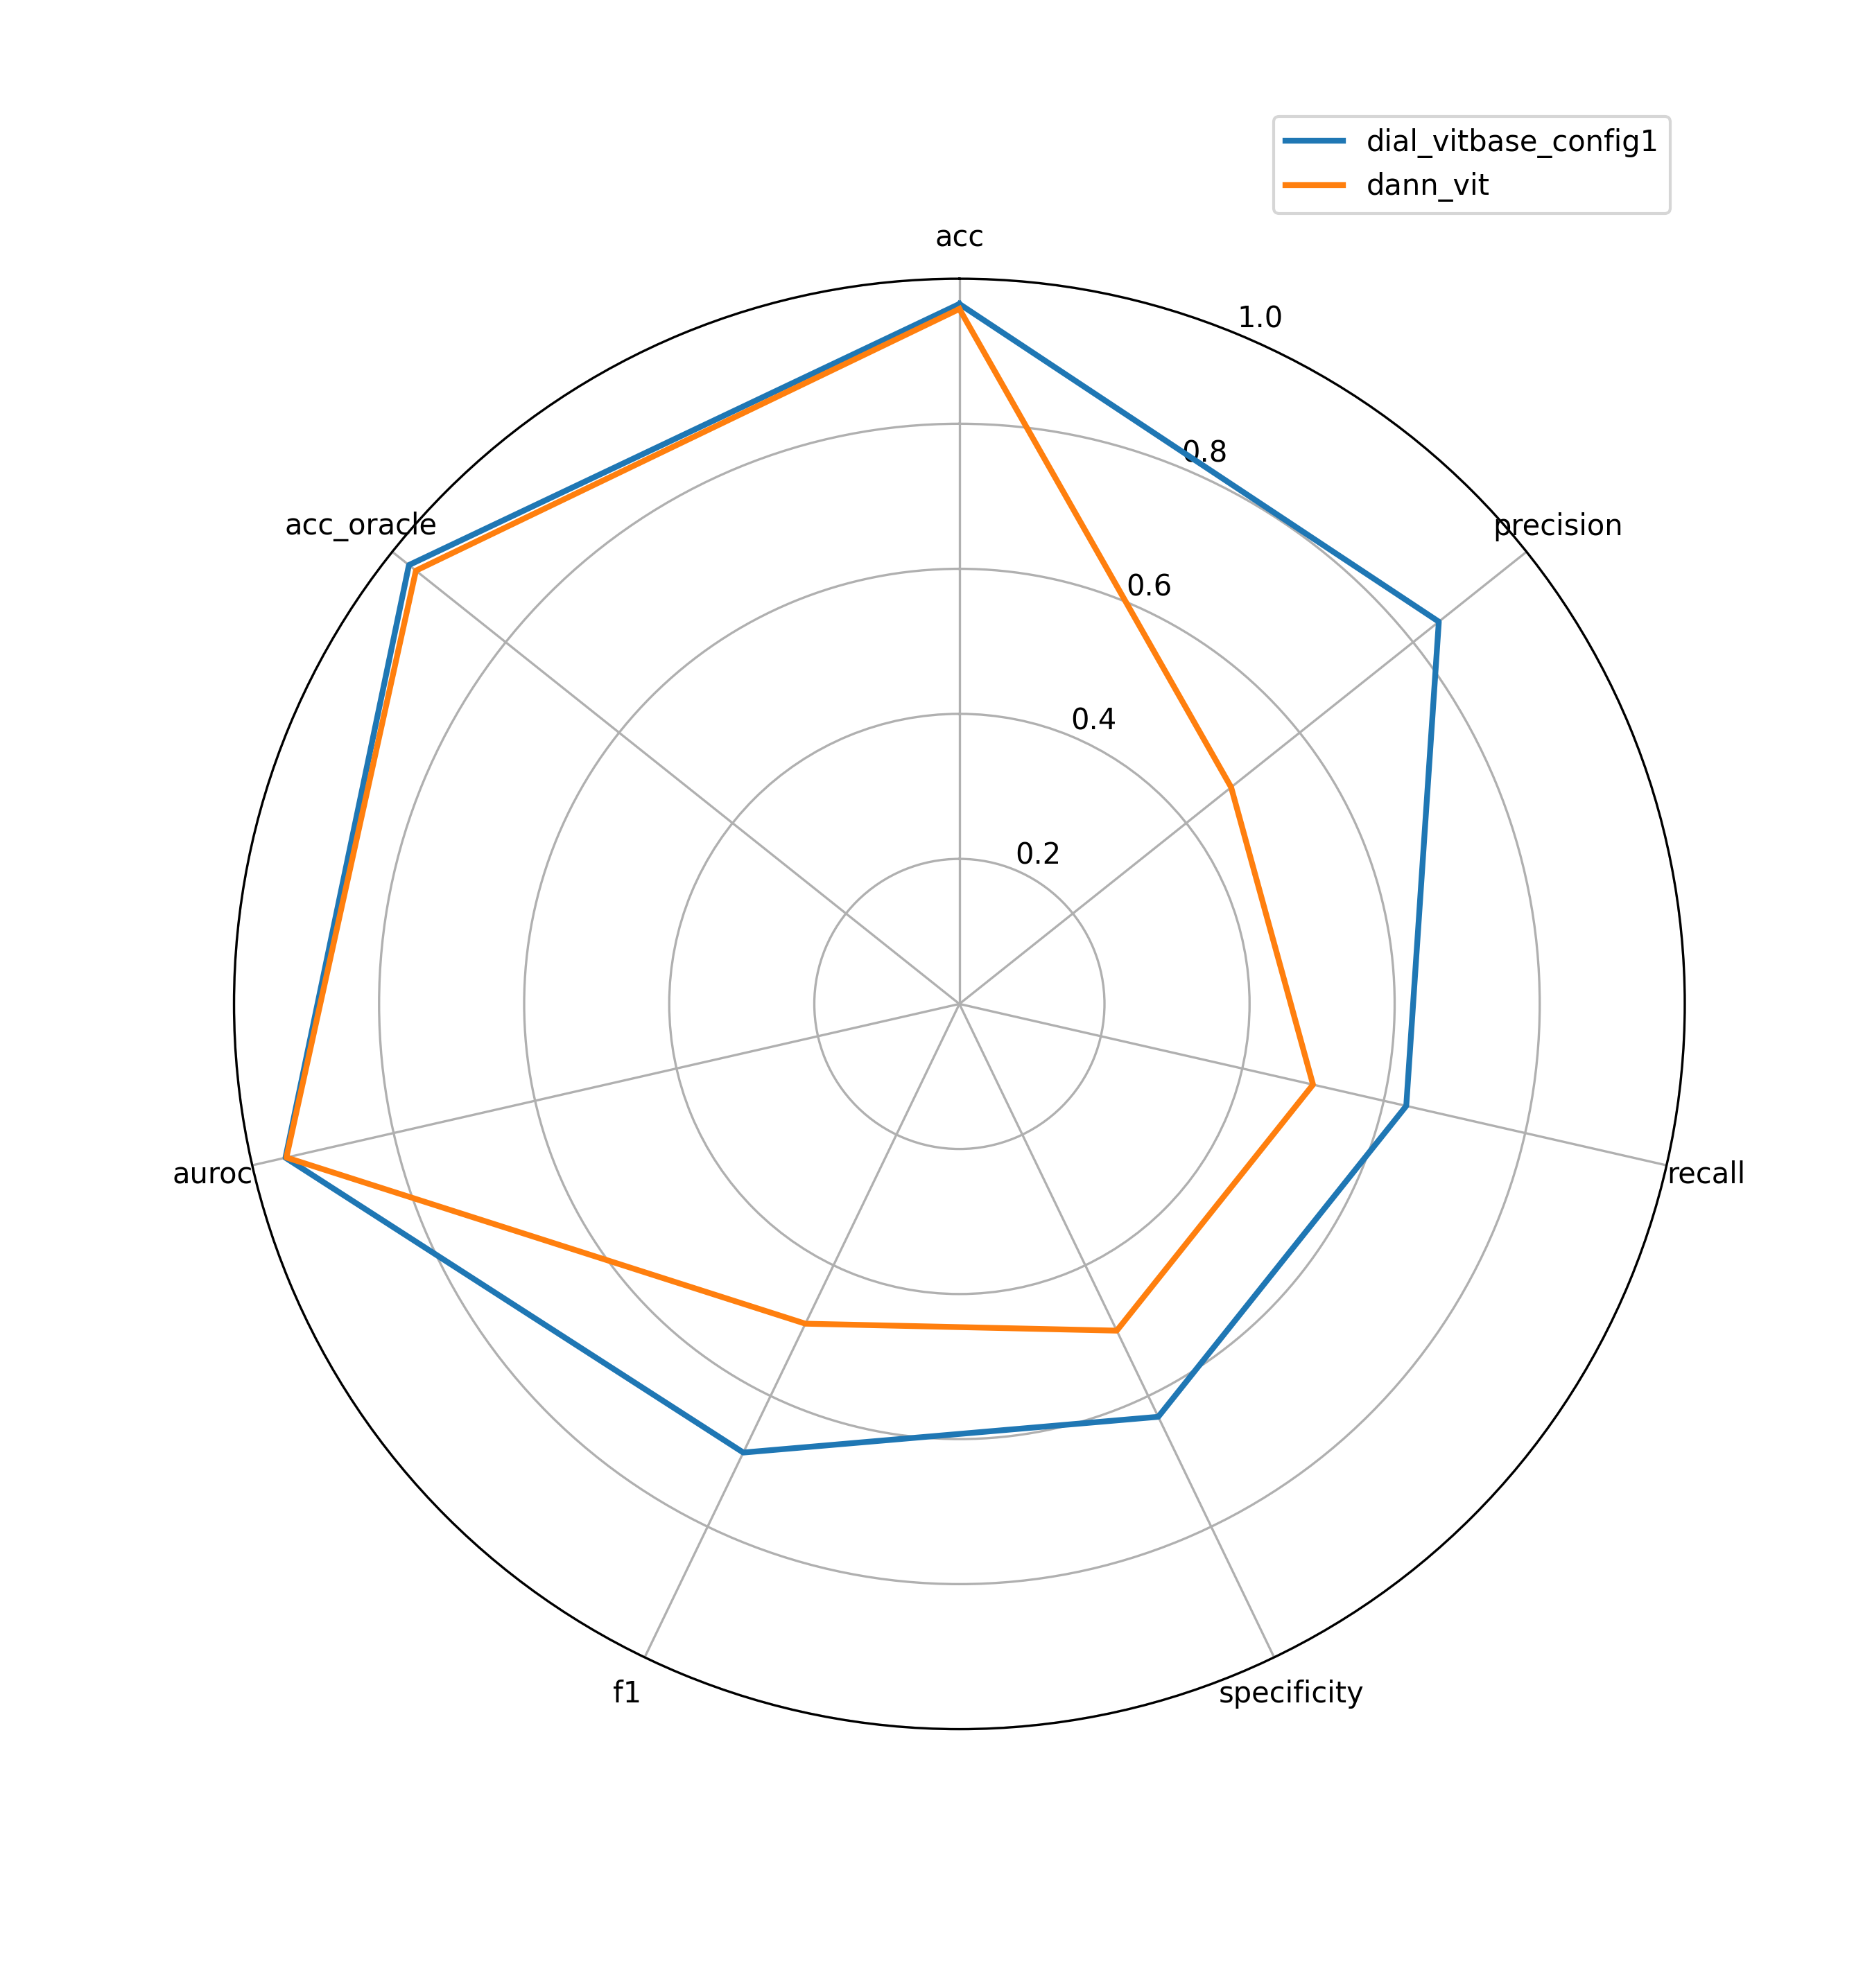 dial_vitbase_config1
dann_vit
acc
1.0
0.8
precision
acc_oracle
0.6
0.4
0.2
auroc
recall
f1
specificity